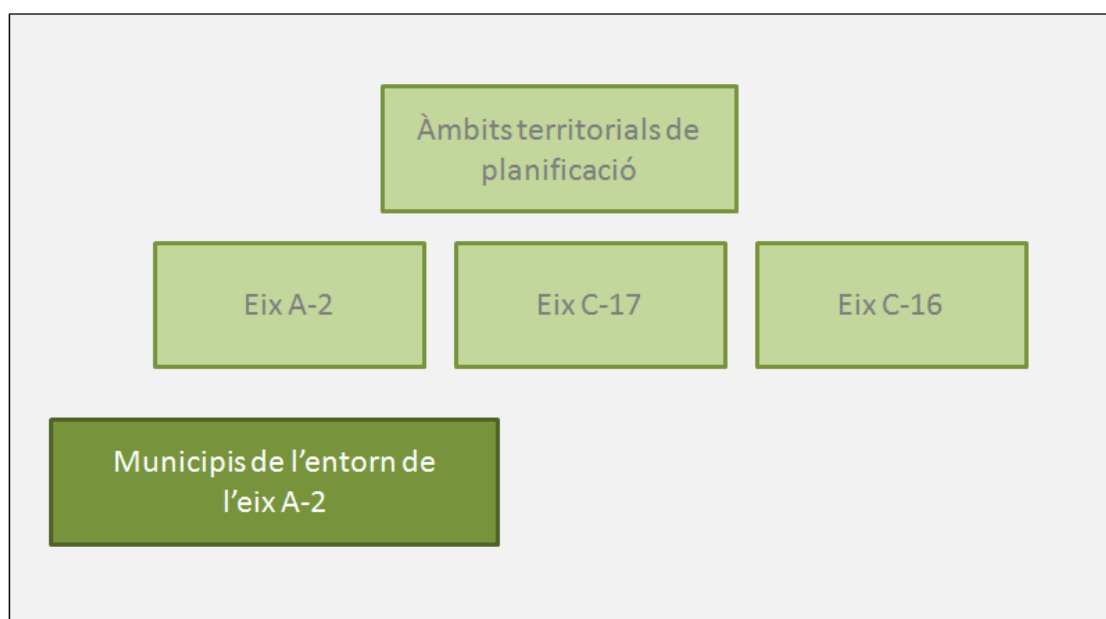 Àmbits territorials de
planificació
Eix A-2
Eix C-17
Eix C-16
Municipis de l’entorn de
l’eix A-2